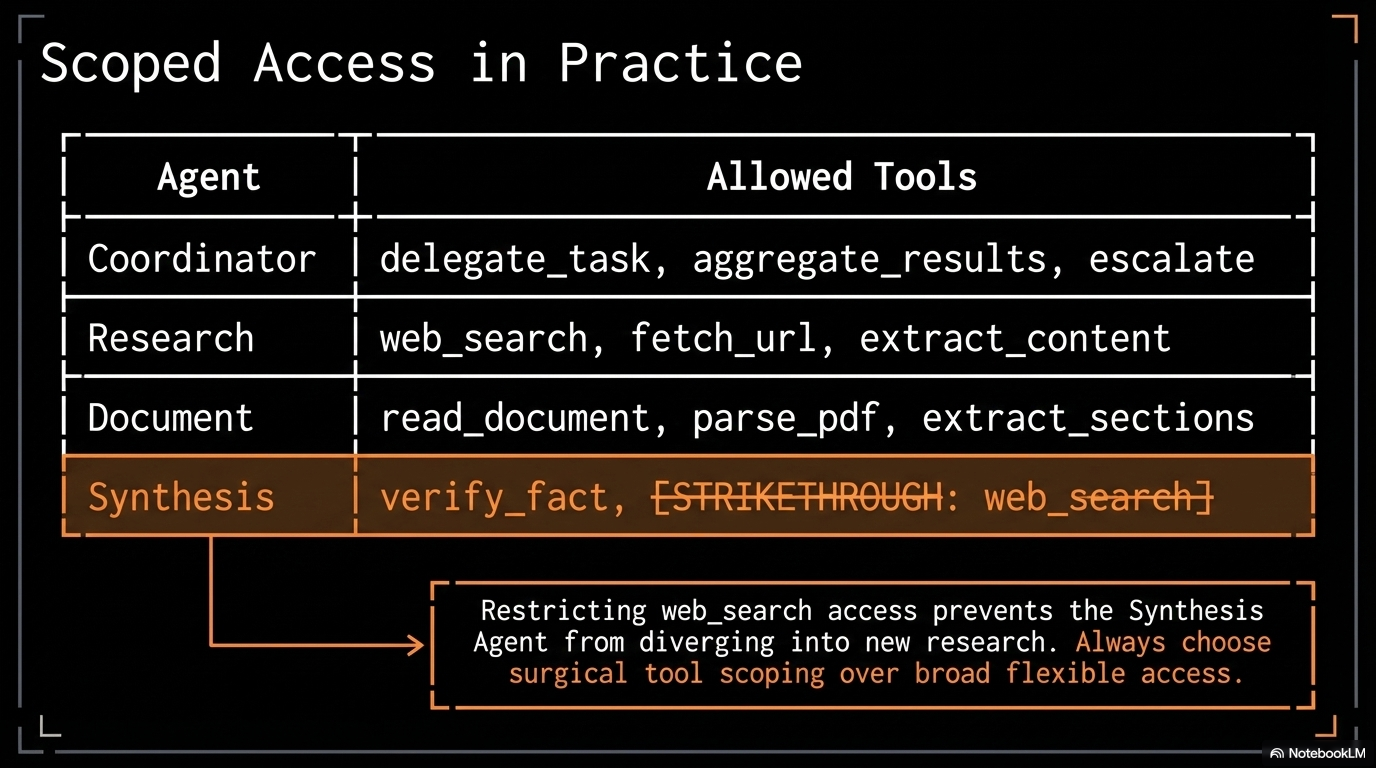 Scoped Access in Practice
Agent Allowed Tools
Coordinator delegate_task, aggregate_results, escalate
Research web_search, fetch_url, extract_content
Document read_document, parse_pdf, extract_sections
Synthesis verify_fact, [STRIKETHROUGH: web_search]
Restricting web_search access prevents the Synthesis
Agent from diverging into new research. Always choose
surgical tool scoping over broad flexible access.
NotebookLM